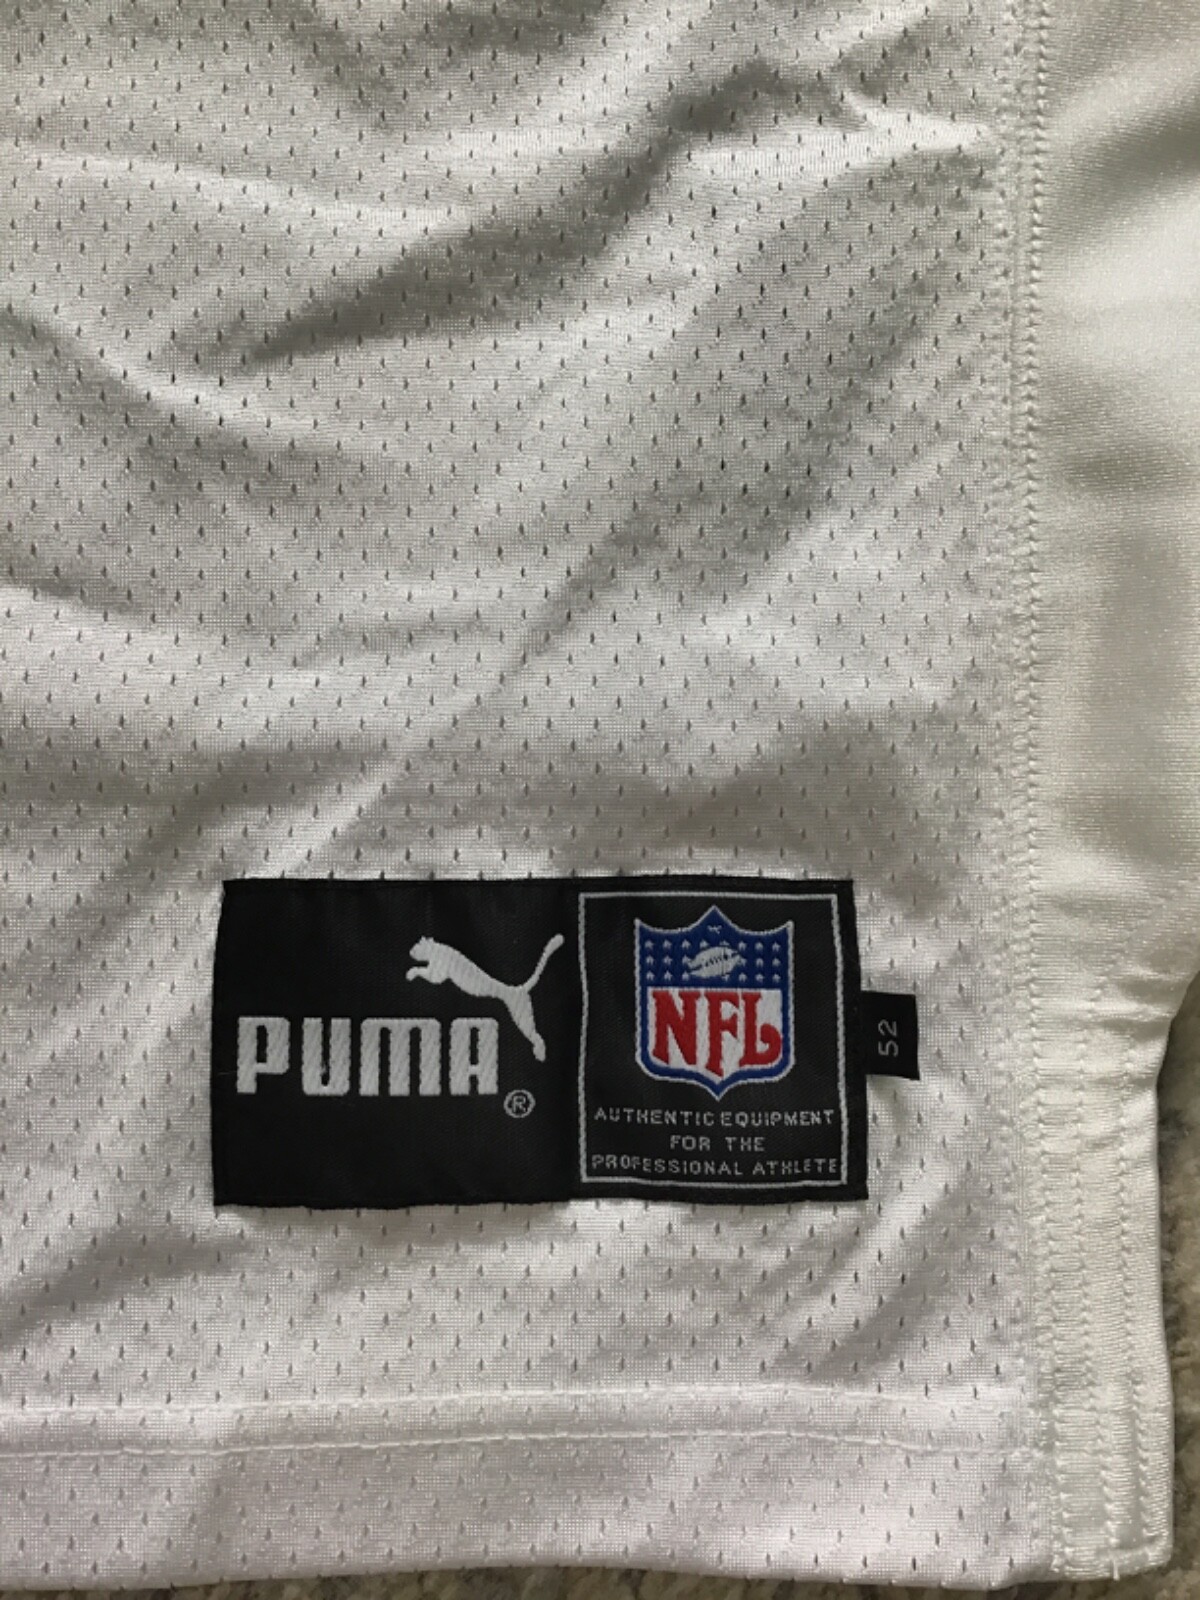 PUMA
®
NFL
AUTHENTIC EQUIPMENT
FOR THE
PROFESSIONAL ATHLETE
52